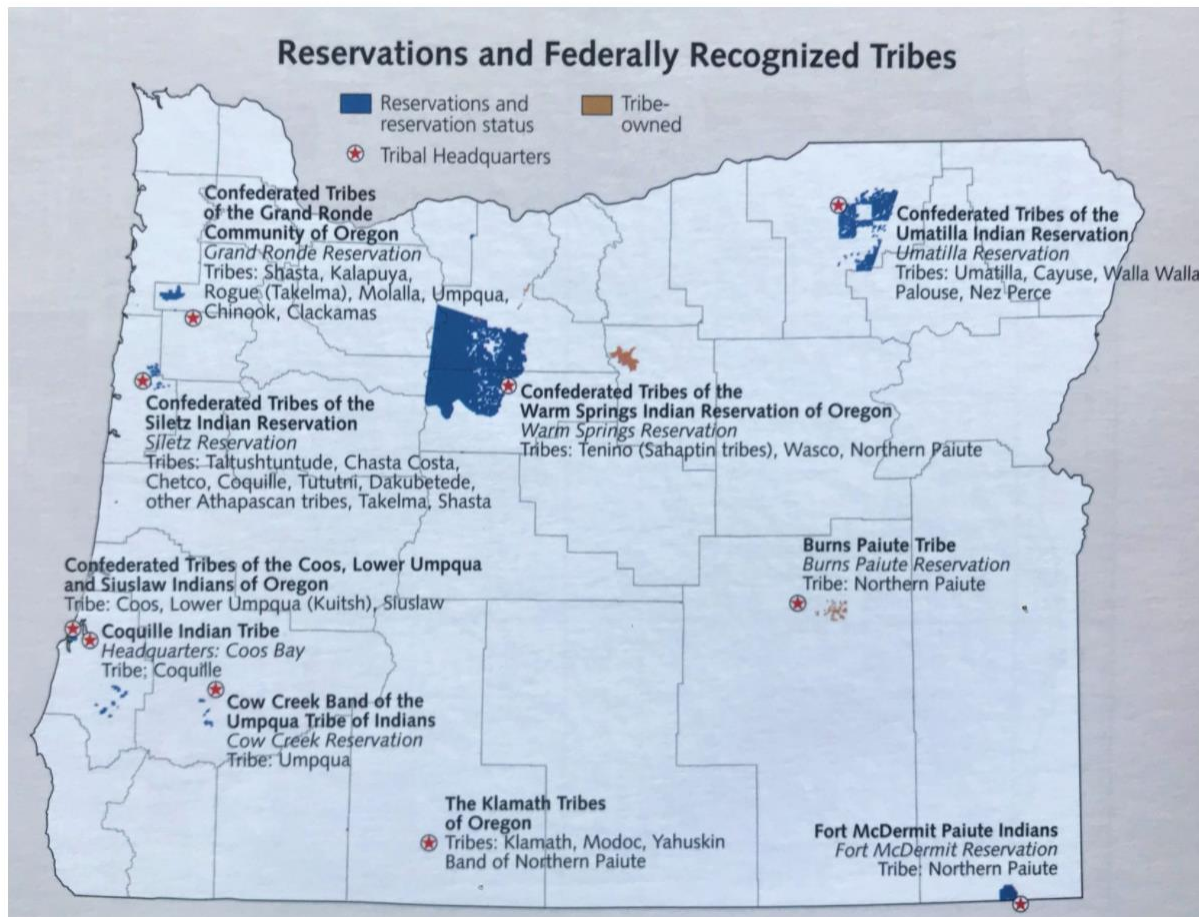 Reservations and Federally Recognized Tribes
Reservations and
reservation status
Tribe-
owned
Tribal Headquarters
Confederated Tribes
of the Grand Ronde
Community of Oregon
Grand Ronde Reservation
Tribes: Shasta, Kalapuya,
Rogue (Takelma), Molalla, Umpqua,
Chinook, Clackamas
Confederated Tribes of the
Umatilla Indian Reservation
Umatilla Reservation
Tribes: Umatilla, Cayuse, Walla Walla
Palouse, Nez Perce
Confederated Tribes of the
Siletz Indian Reservation
Siletz Reservation
Tribes: Taltushtuntude, Chasta Costa,
Chetco, Coquille, Tututni, Dakubetede,
other Athapascan tribes, Takelma, Shasta
Confederated Tribes of the
Warm Springs Indian Reservation of Oregon
Warm Springs Reservation
Tribes: Tenino (Sahaptin tribes), Wasco, Northern Paiute
Confederated Tribes of the Coos, Lower Umpqua
and Siuslaw Indians of Oregon
Tribe: Coos, Lower Umpqua (Kuitsh), Siuslaw
Burns Paiute Tribe
Burns Paiute Reservation
Tribe: Northern Paiute
Coquille Indian Tribe
Headquarters: Coos Bay
Tribe: Coquille
Cow Creek Band of the
Umpqua Tribe of Indians
Cow Creek Reservation
Tribe: Umpqua
The Klamath Tribes
of Oregon
Tribes: Klamath, Modoc, Yahuskin
Band of Northern Paiute
Fort McDermit Paiute Indians
Fort McDermit Reservation
Tribe: Northern Paiute